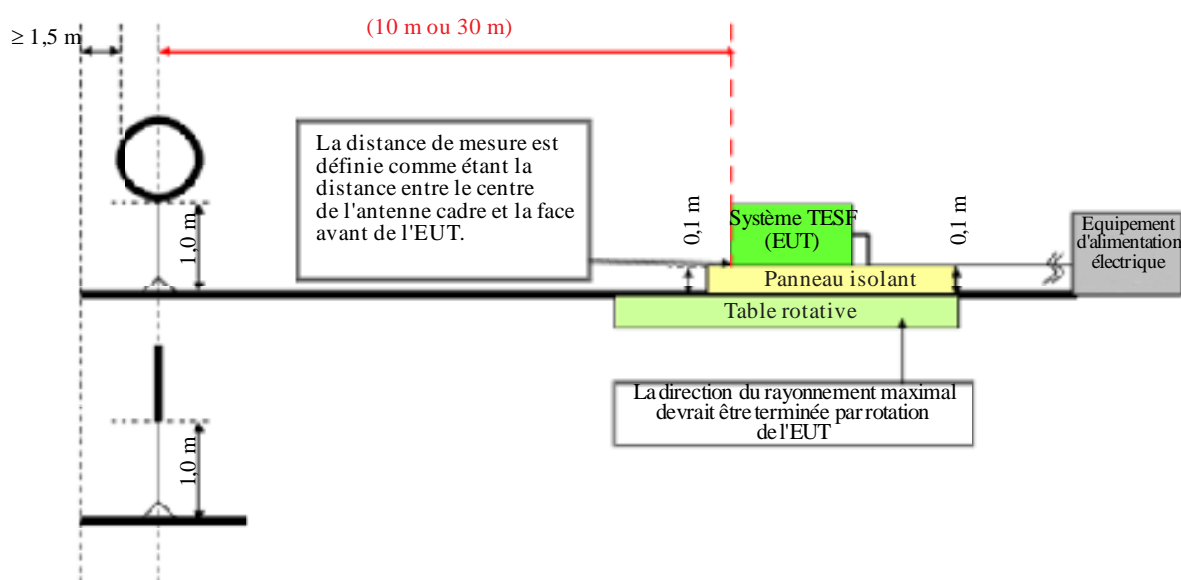 (10 m ou 30 m)
≥ 1,5 m
La distance de mesure est
définie comme étant la
distance entre le centre
de l'antenne cadre et la face
avant de l'EUT.
1,0 m
0,1 m
Système TESF
(EUT)
0,1 m
Equipement
d'alimentation
électrique
Panneau isolant
Table rotative
La direction du rayonnement maximal
devrait être terminée par rotation
de l'EUT
1,0 m